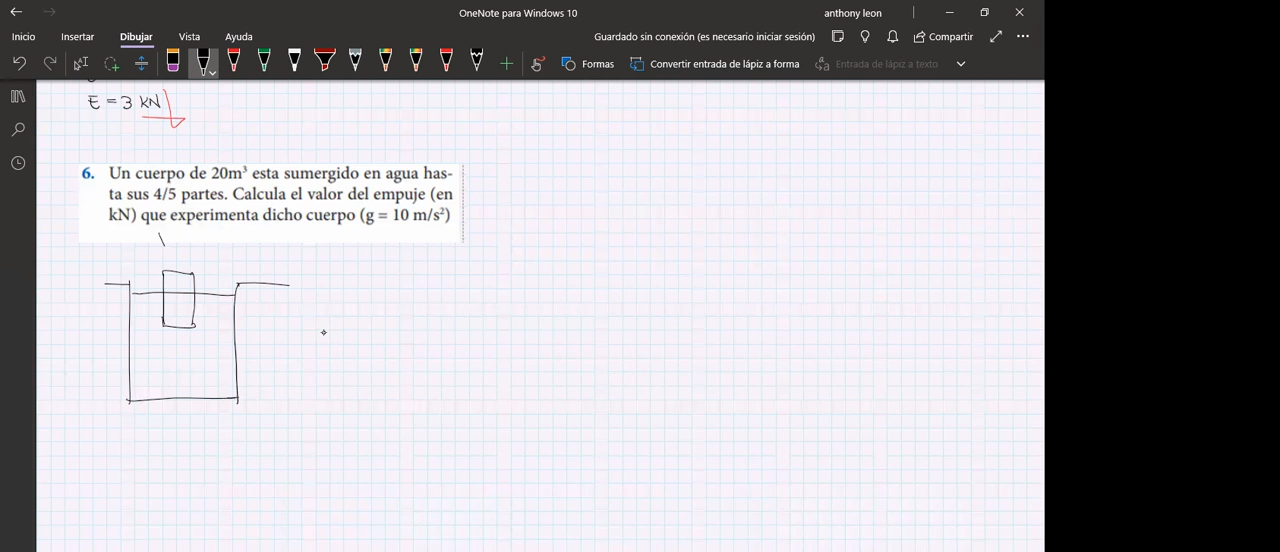 OneNote para Windows 10
anthony leon
Inicio
Insertar
Dibujar
Vista
Ayuda
Guardado sin conexión (es necesario iniciar sesión)
Compartir
Formas
Convertir entrada de lápiz a forma
Entrada de lápiz a texto
E = 3 kN
6. Un cuerpo de 20m³ esta sumergido en agua has-
ta sus 4/5 partes. Calcula el valor del empuje (en
kN) que experimenta dicho cuerpo (g = 10 m/s²)